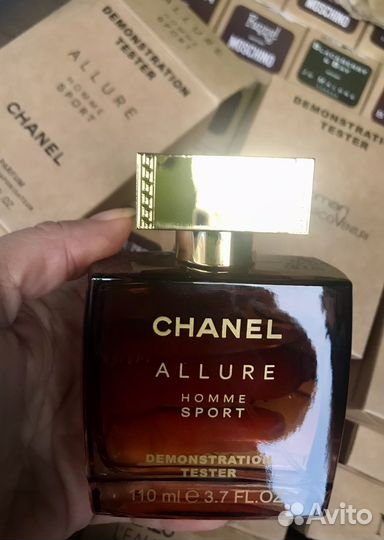 DEMONSTRATION
TESTER
ALLURE
HOMME
SPORT
CHANEL
PARFUM
MOSCHINO
DEMONSTRATION
TESTER
CHANEL
ALLURE
HOMME
SPORT
DEMONSTRATION
TESTER
110 ml e 3.7 FL.OZ
Avito